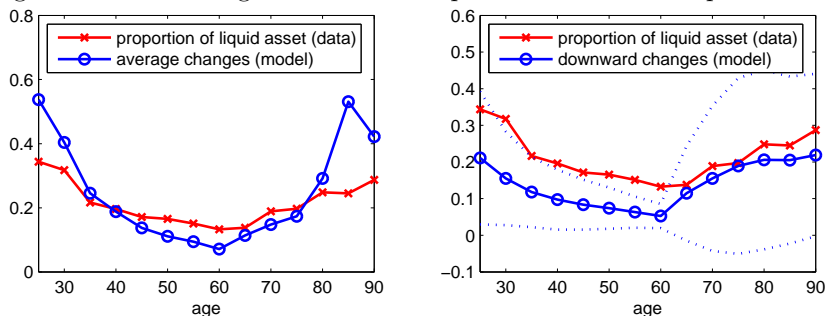 proportion of liquid asset (data)
average changes (model)
0.8
0.6
0.4
0.2
0
30 40 50 60 70 80 90
age
proportion of liquid asset (data)
downward changes (model)
0.6
0.5
0.4
0.3
0.2
0.1
0
−0.1
30 40 50 60 70 80 90
age